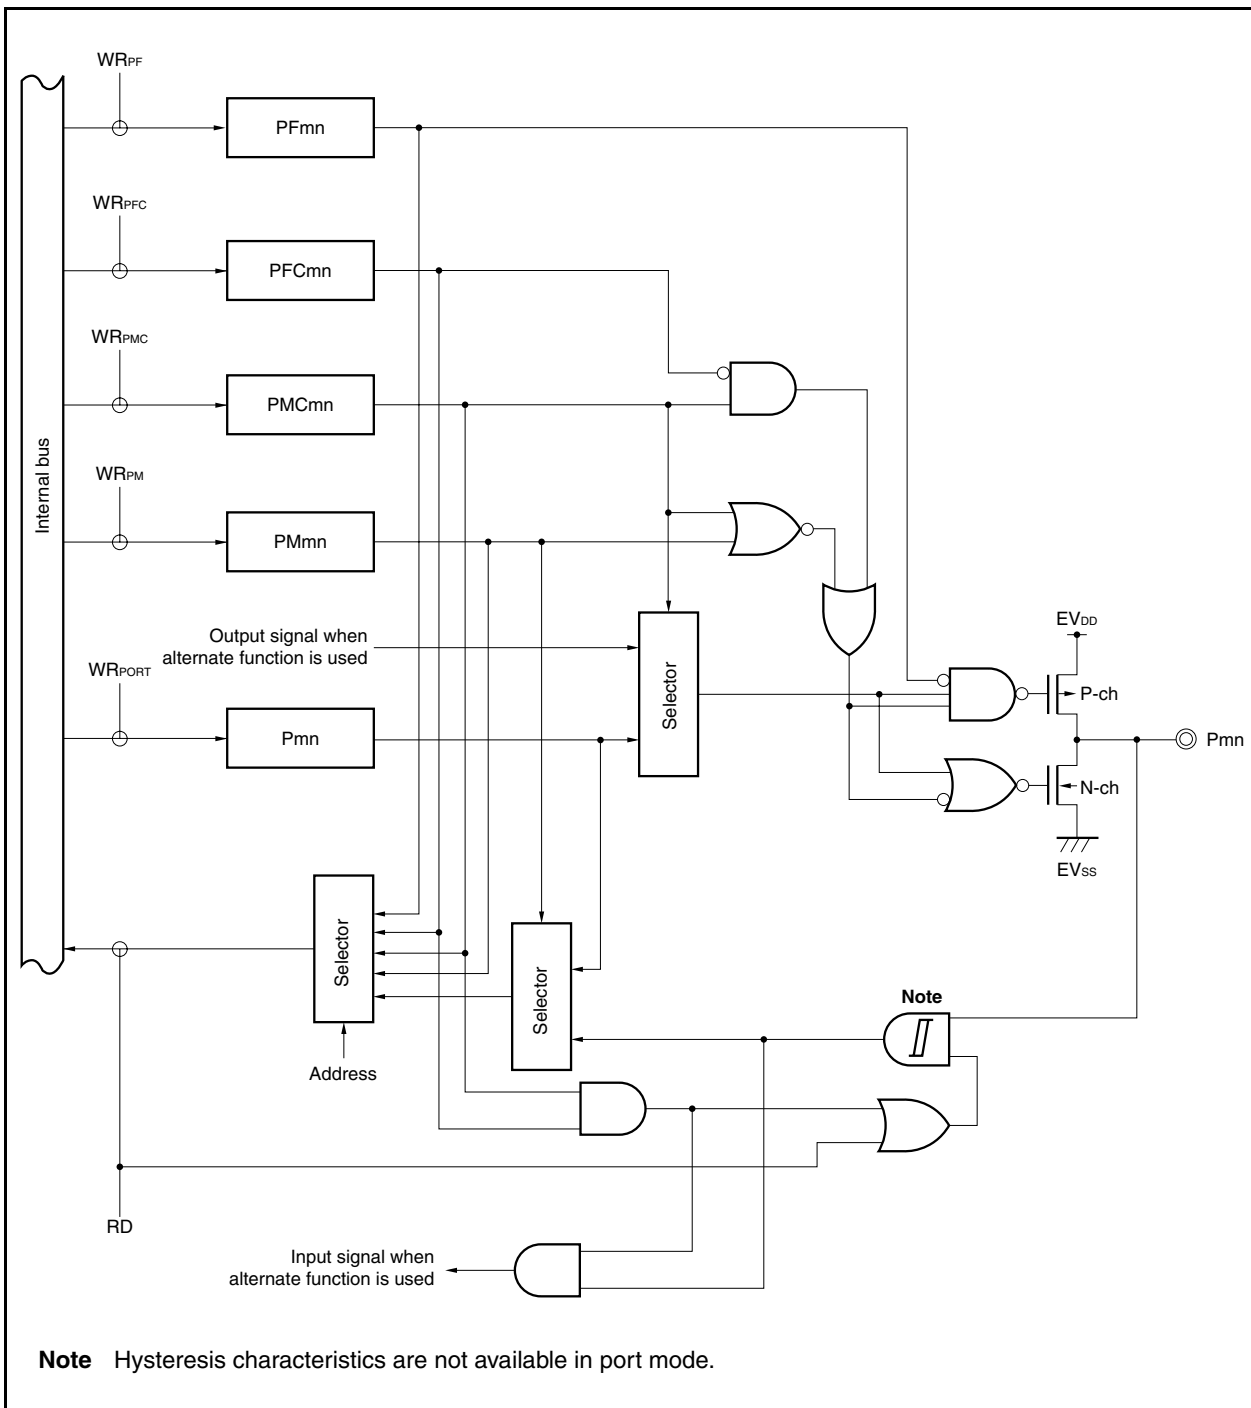 WRPF
PFmn
WRPFC
PFCmn
WRPMC
PMCmn
WRPM
PMmn
Internal bus
Output signal when
alternate function is used
WRPORT
Pmn
Selector
EVDD
P-ch
Pmn
N-ch
EVSS
Selector
Selector
Note
Address
RD
Input signal when
alternate function is used
Note Hysteresis characteristics are not available in port mode.